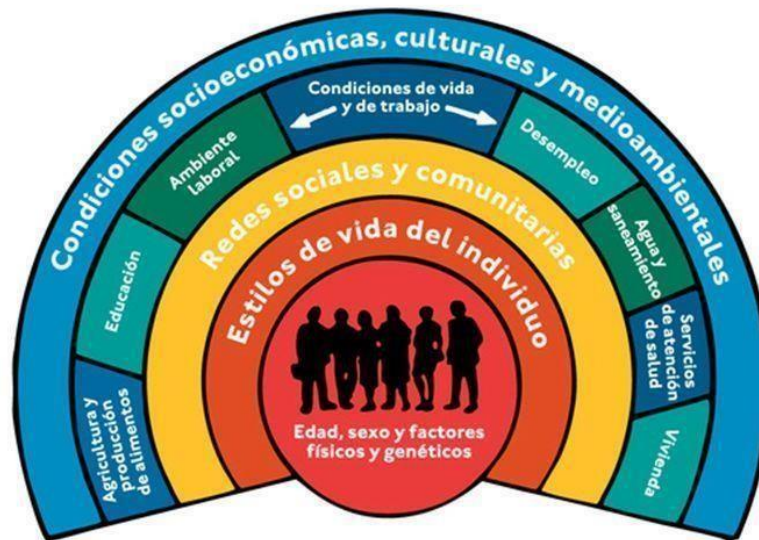 Condiciones socioeconómicas, culturales y medioambientales
Condiciones de vida
y de trabajo
Agricultura y
producción
de alimentos
Educación
Ambiente
laboral
Desempleo
Agua y
saneamiento
Servicios
de atención
de salud
Vivienda
Redes sociales y comunitarias
Estilos de vida del individuo
Edad, sexo y factores
físicos y genéticos